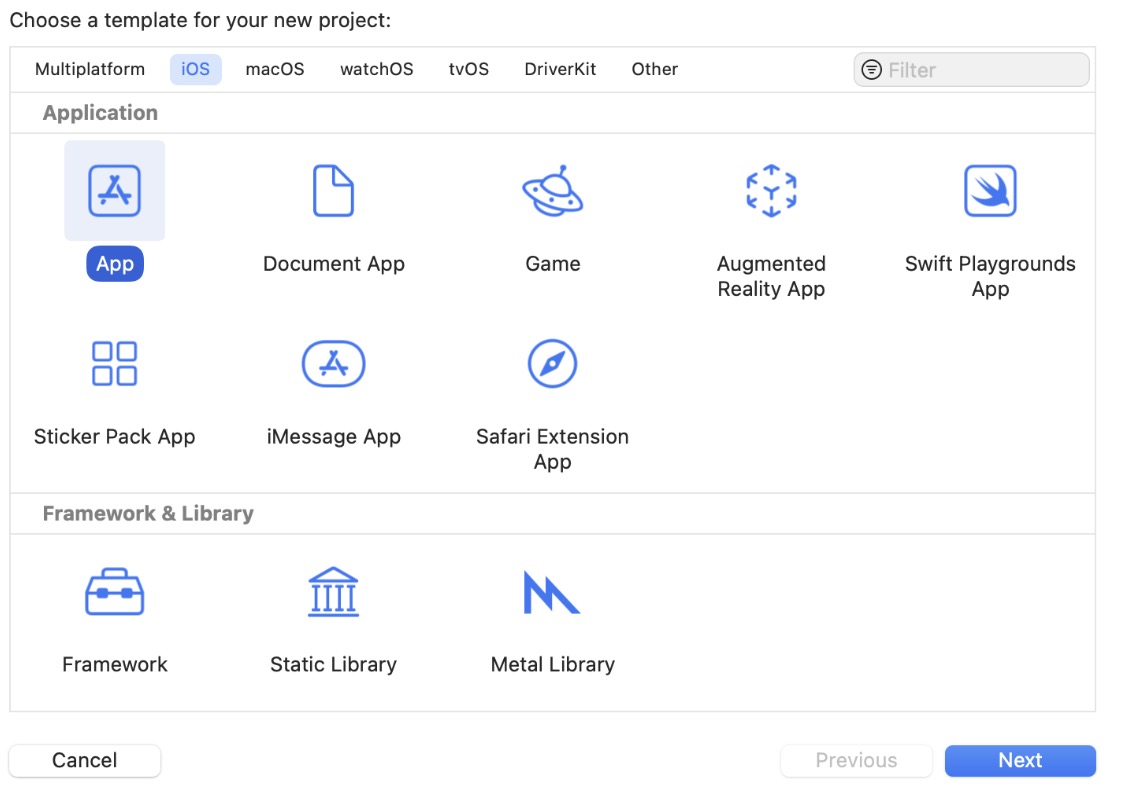 Choose a template for your new project:
Multiplatform iOS macOS watchOS tvOS DriverKit Other Filter
Application
App Document App Game Augmented Reality App Swift Playgrounds App
Sticker Pack App iMessage App Safari Extension App
Framework & Library
Framework Static Library Metal Library
Cancel Previous Next